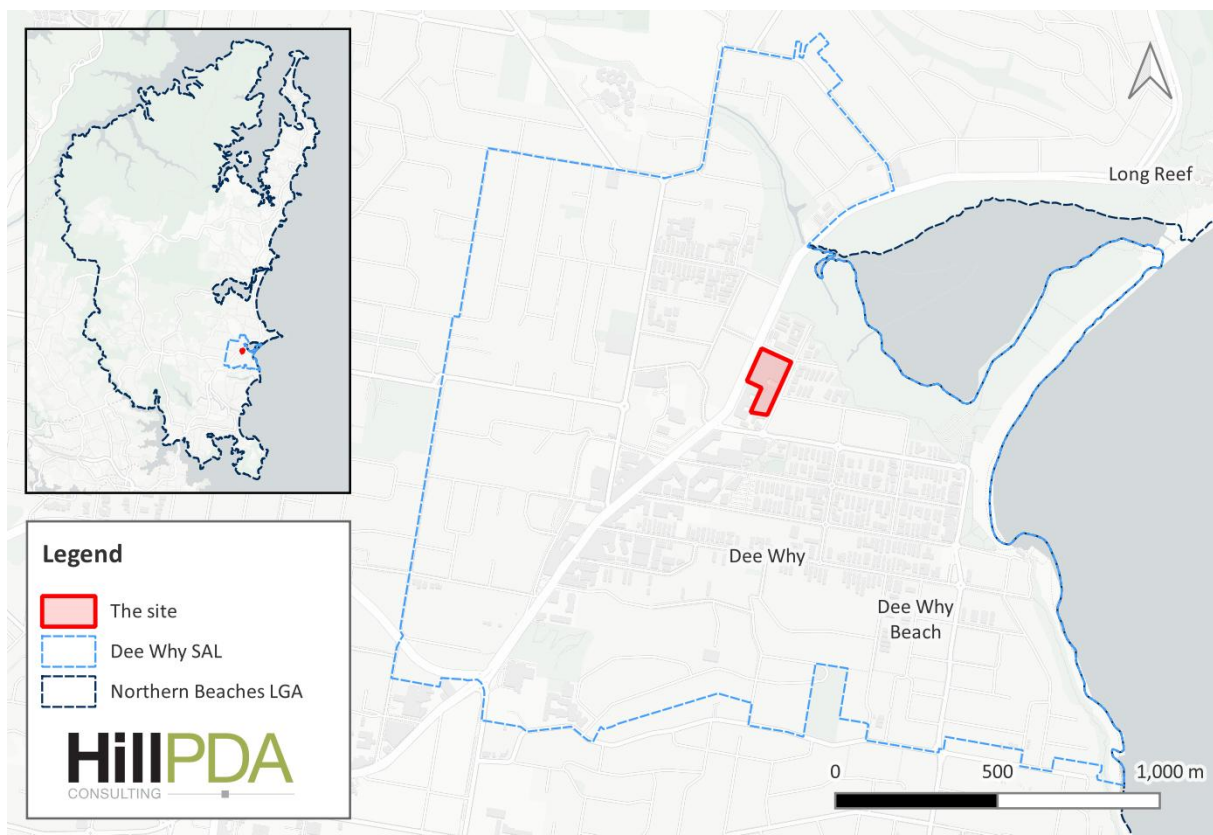 Long Reef
Dee Why
Dee Why
Beach
Legend
The site
Dee Why SAL
Northern Beaches LGA
HillPDA
CONSULTING
0 500 1,000 m